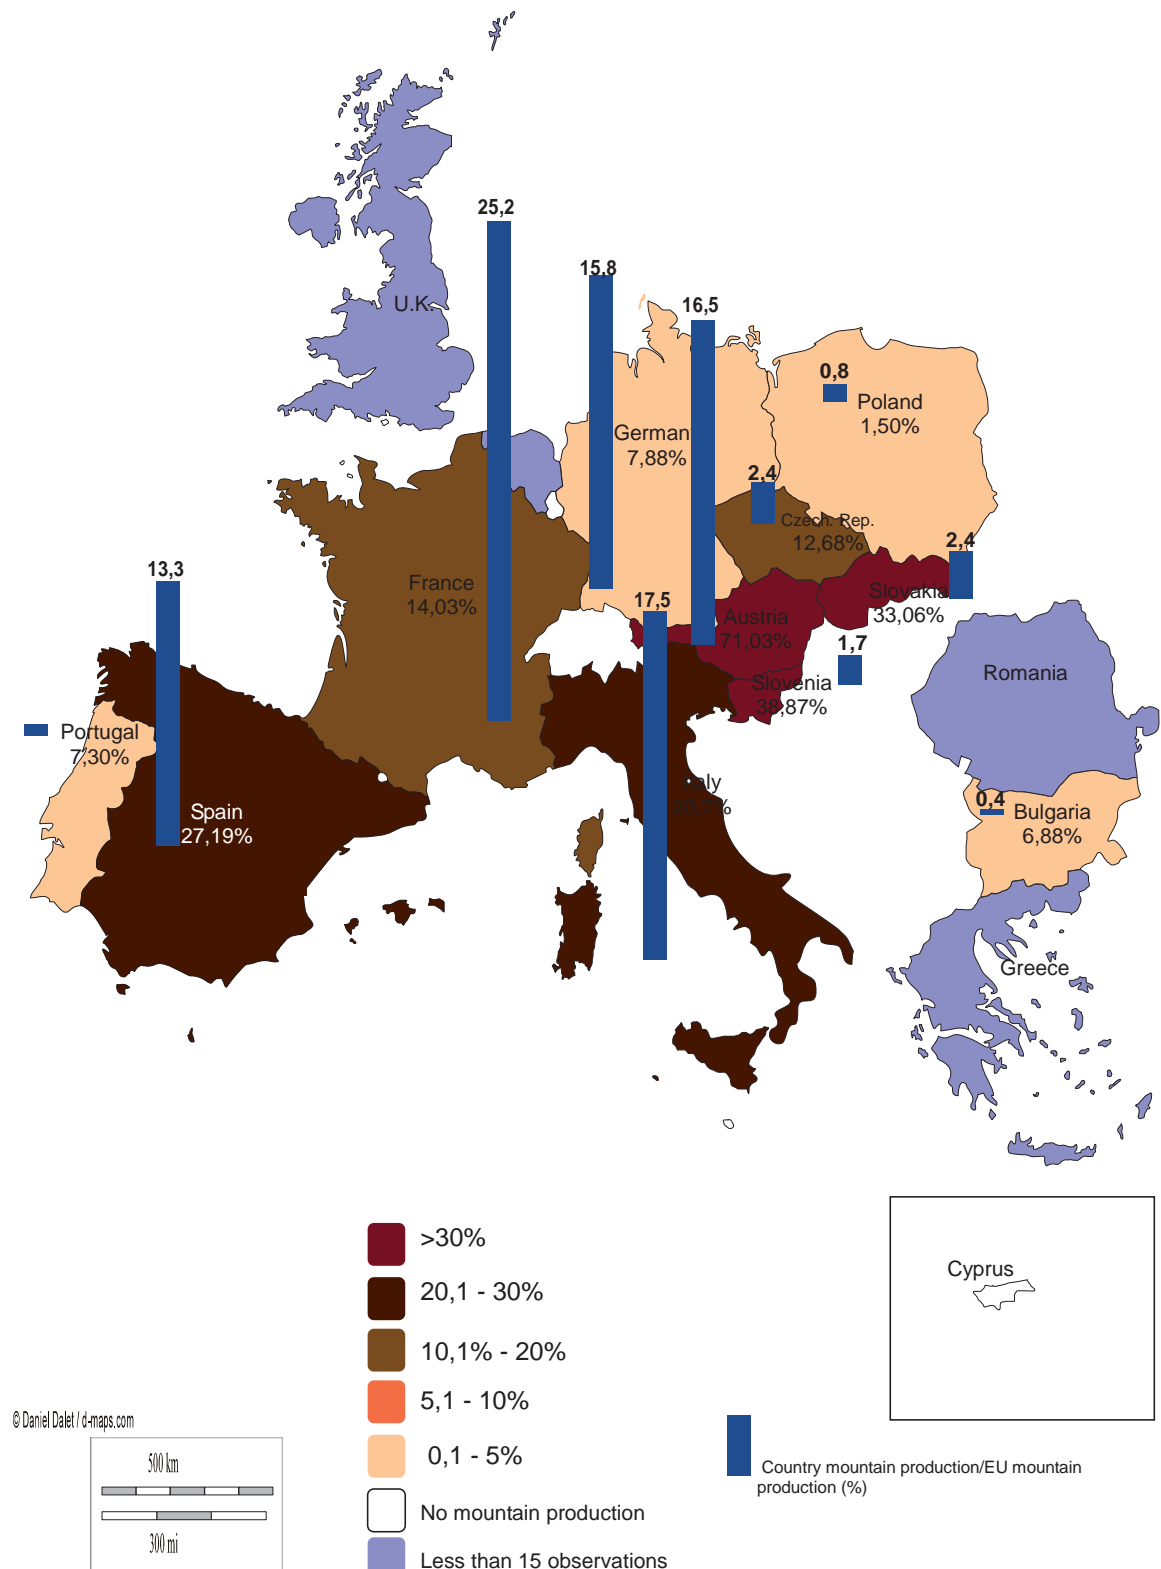 25,2
15,8
16,5
U.K.
0,8
Poland
1,50%
German
7,88%
2,4
Czech. Rep.
12,68%
2,4
13,3
France
14,03%
17,5
Slovakia
33,06%
Austria
71,03%
1,7
Slovenia
38,87%
Romania
Portugal
7,30%
Italy
Spain
27,19%
0,4
Bulgaria
6,88%
Greece
Cyprus
>30%
20,1 - 30%
10,1% - 20%
5,1 - 10%
0,1 - 5%
No mountain production
Less than 15 observations
© Daniel Dalet / d-maps.com
500 km
300 mi
Country mountain production/EU mountain
production (%)